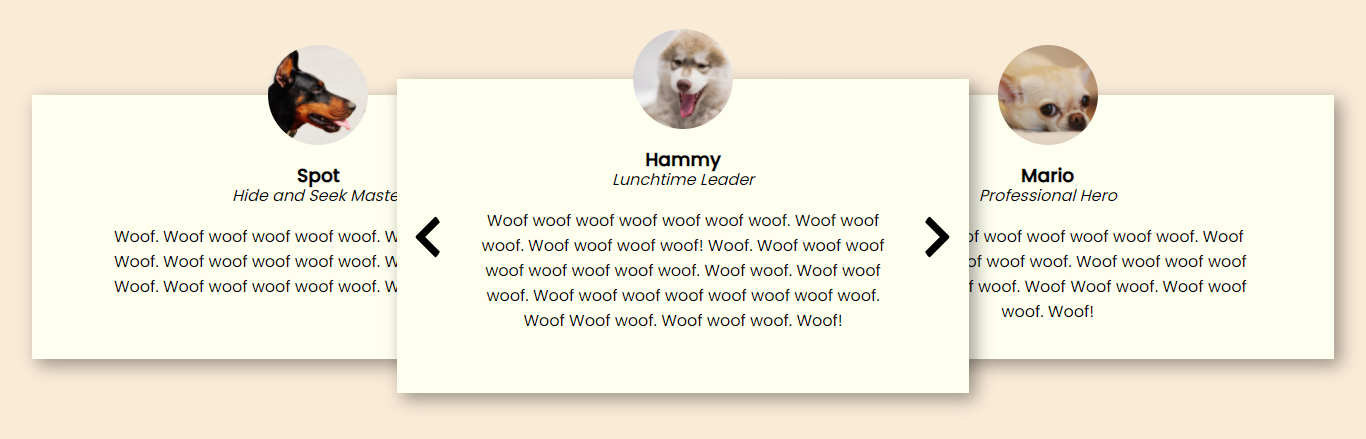 Spot
Hide and Seek Maste
Woof. Woof woof woof woof woof. W
Woof. Woof woof woof woof woof. W
Woof. Woof woof woof woof woof. W
Hammy
Lunchtime Leader
Woof woof woof woof woof woof woof. Woof woof
woof. Woof woof woof woof! Woof. Woof woof woof
woof woof woof woof woof. Woof woof. Woof woof
woof. Woof woof woof woof woof woof woof woof.
Woof Woof woof. Woof woof woof. Woof!
Mario
Professional Hero
of woof woof woof woof woof. Woof
of woof woof. Woof woof woof woof
f woof. Woof Woof woof. Woof woof
woof. Woof!